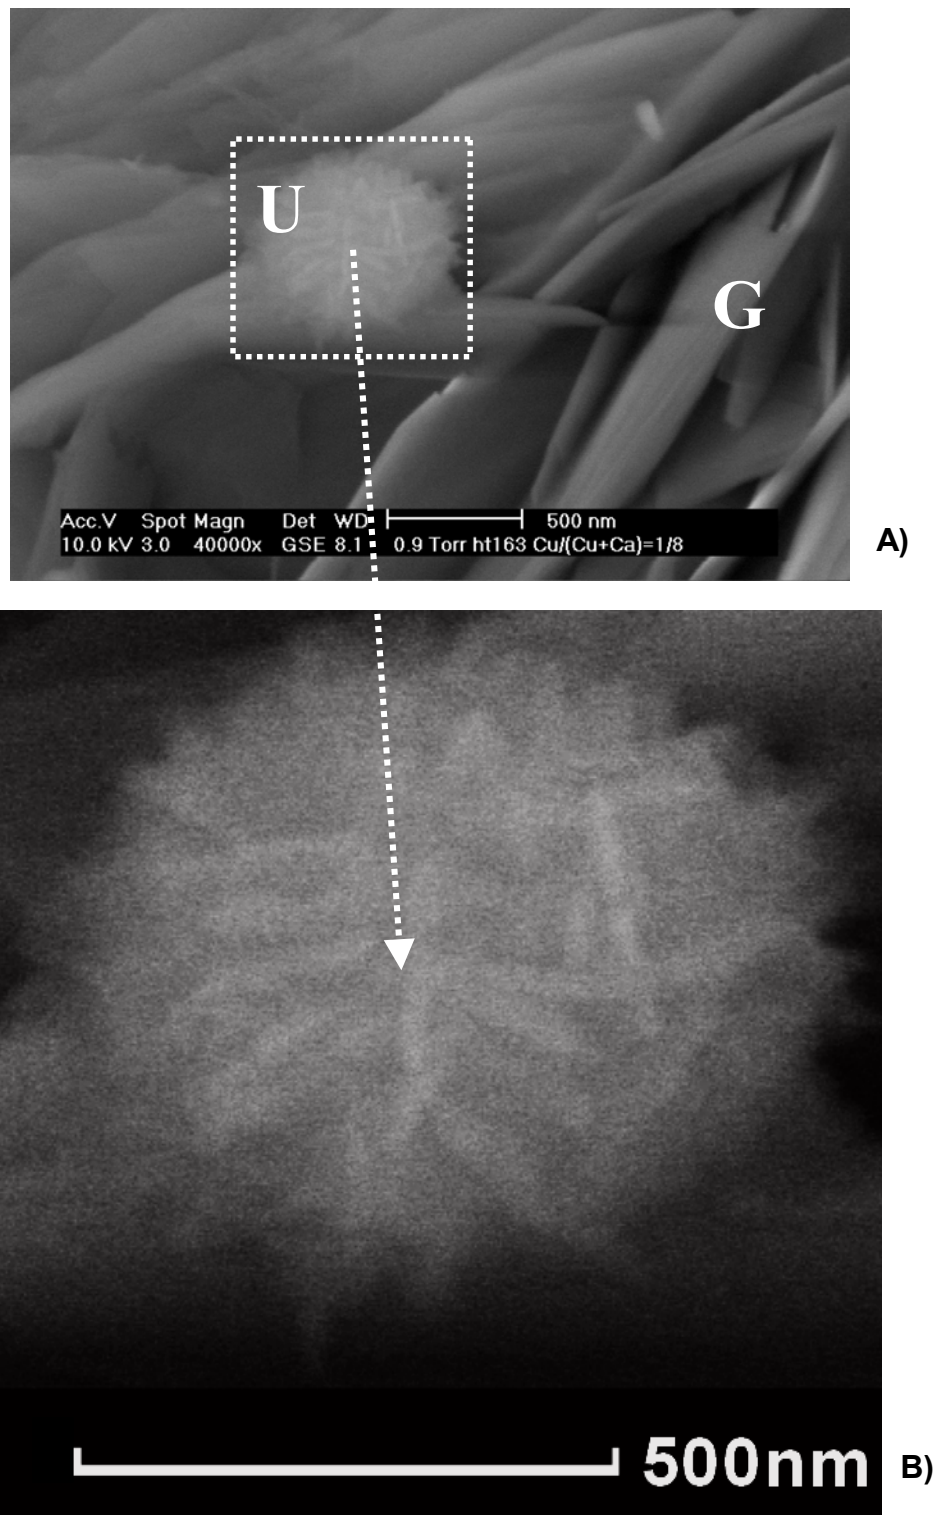 U
G
Acc.V Spot Magn Det WD 500 nm
10.0 kV 3.0 40000x GSE 8.1 0.9 Torr ht163 Cu/(Cu+Ca)=1/8
A)
500nm
B)